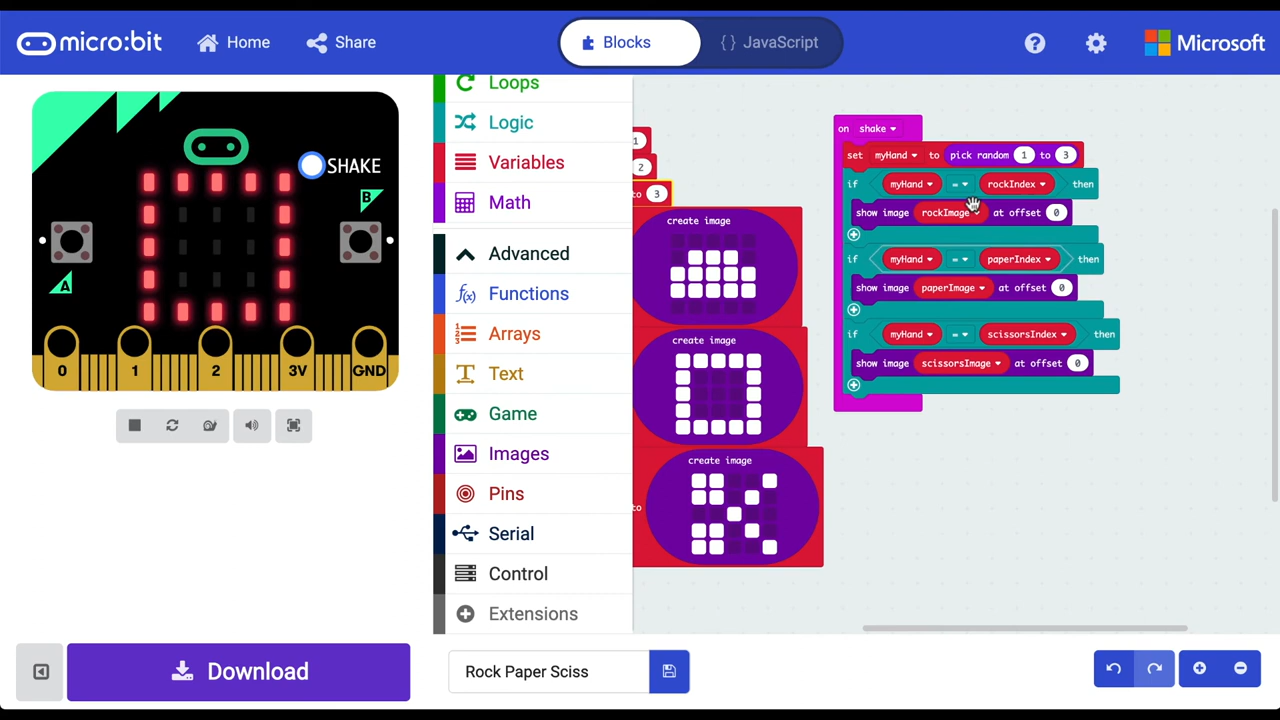 micro:bit
Home
Share
Blocks
{ } JavaScript
?
Microsoft
SHAKE
B
A
0 1 2 3V GND
Download
Loops
Logic
Variables
Math
Advanced
f(x) Functions
Arrays
Text
Game
Images
Pins
Serial
Control
Extensions
1
2
to 3
create image
create image
create image
to
on shake
set myHand to pick random 1 to 3
if myHand = rockIndex then
show image rockImage at offset 0
if myHand = paperIndex then
show image paperImage at offset 0
if myHand = scissorsIndex then
show image scissorsImage at offset 0
Rock Paper Sciss